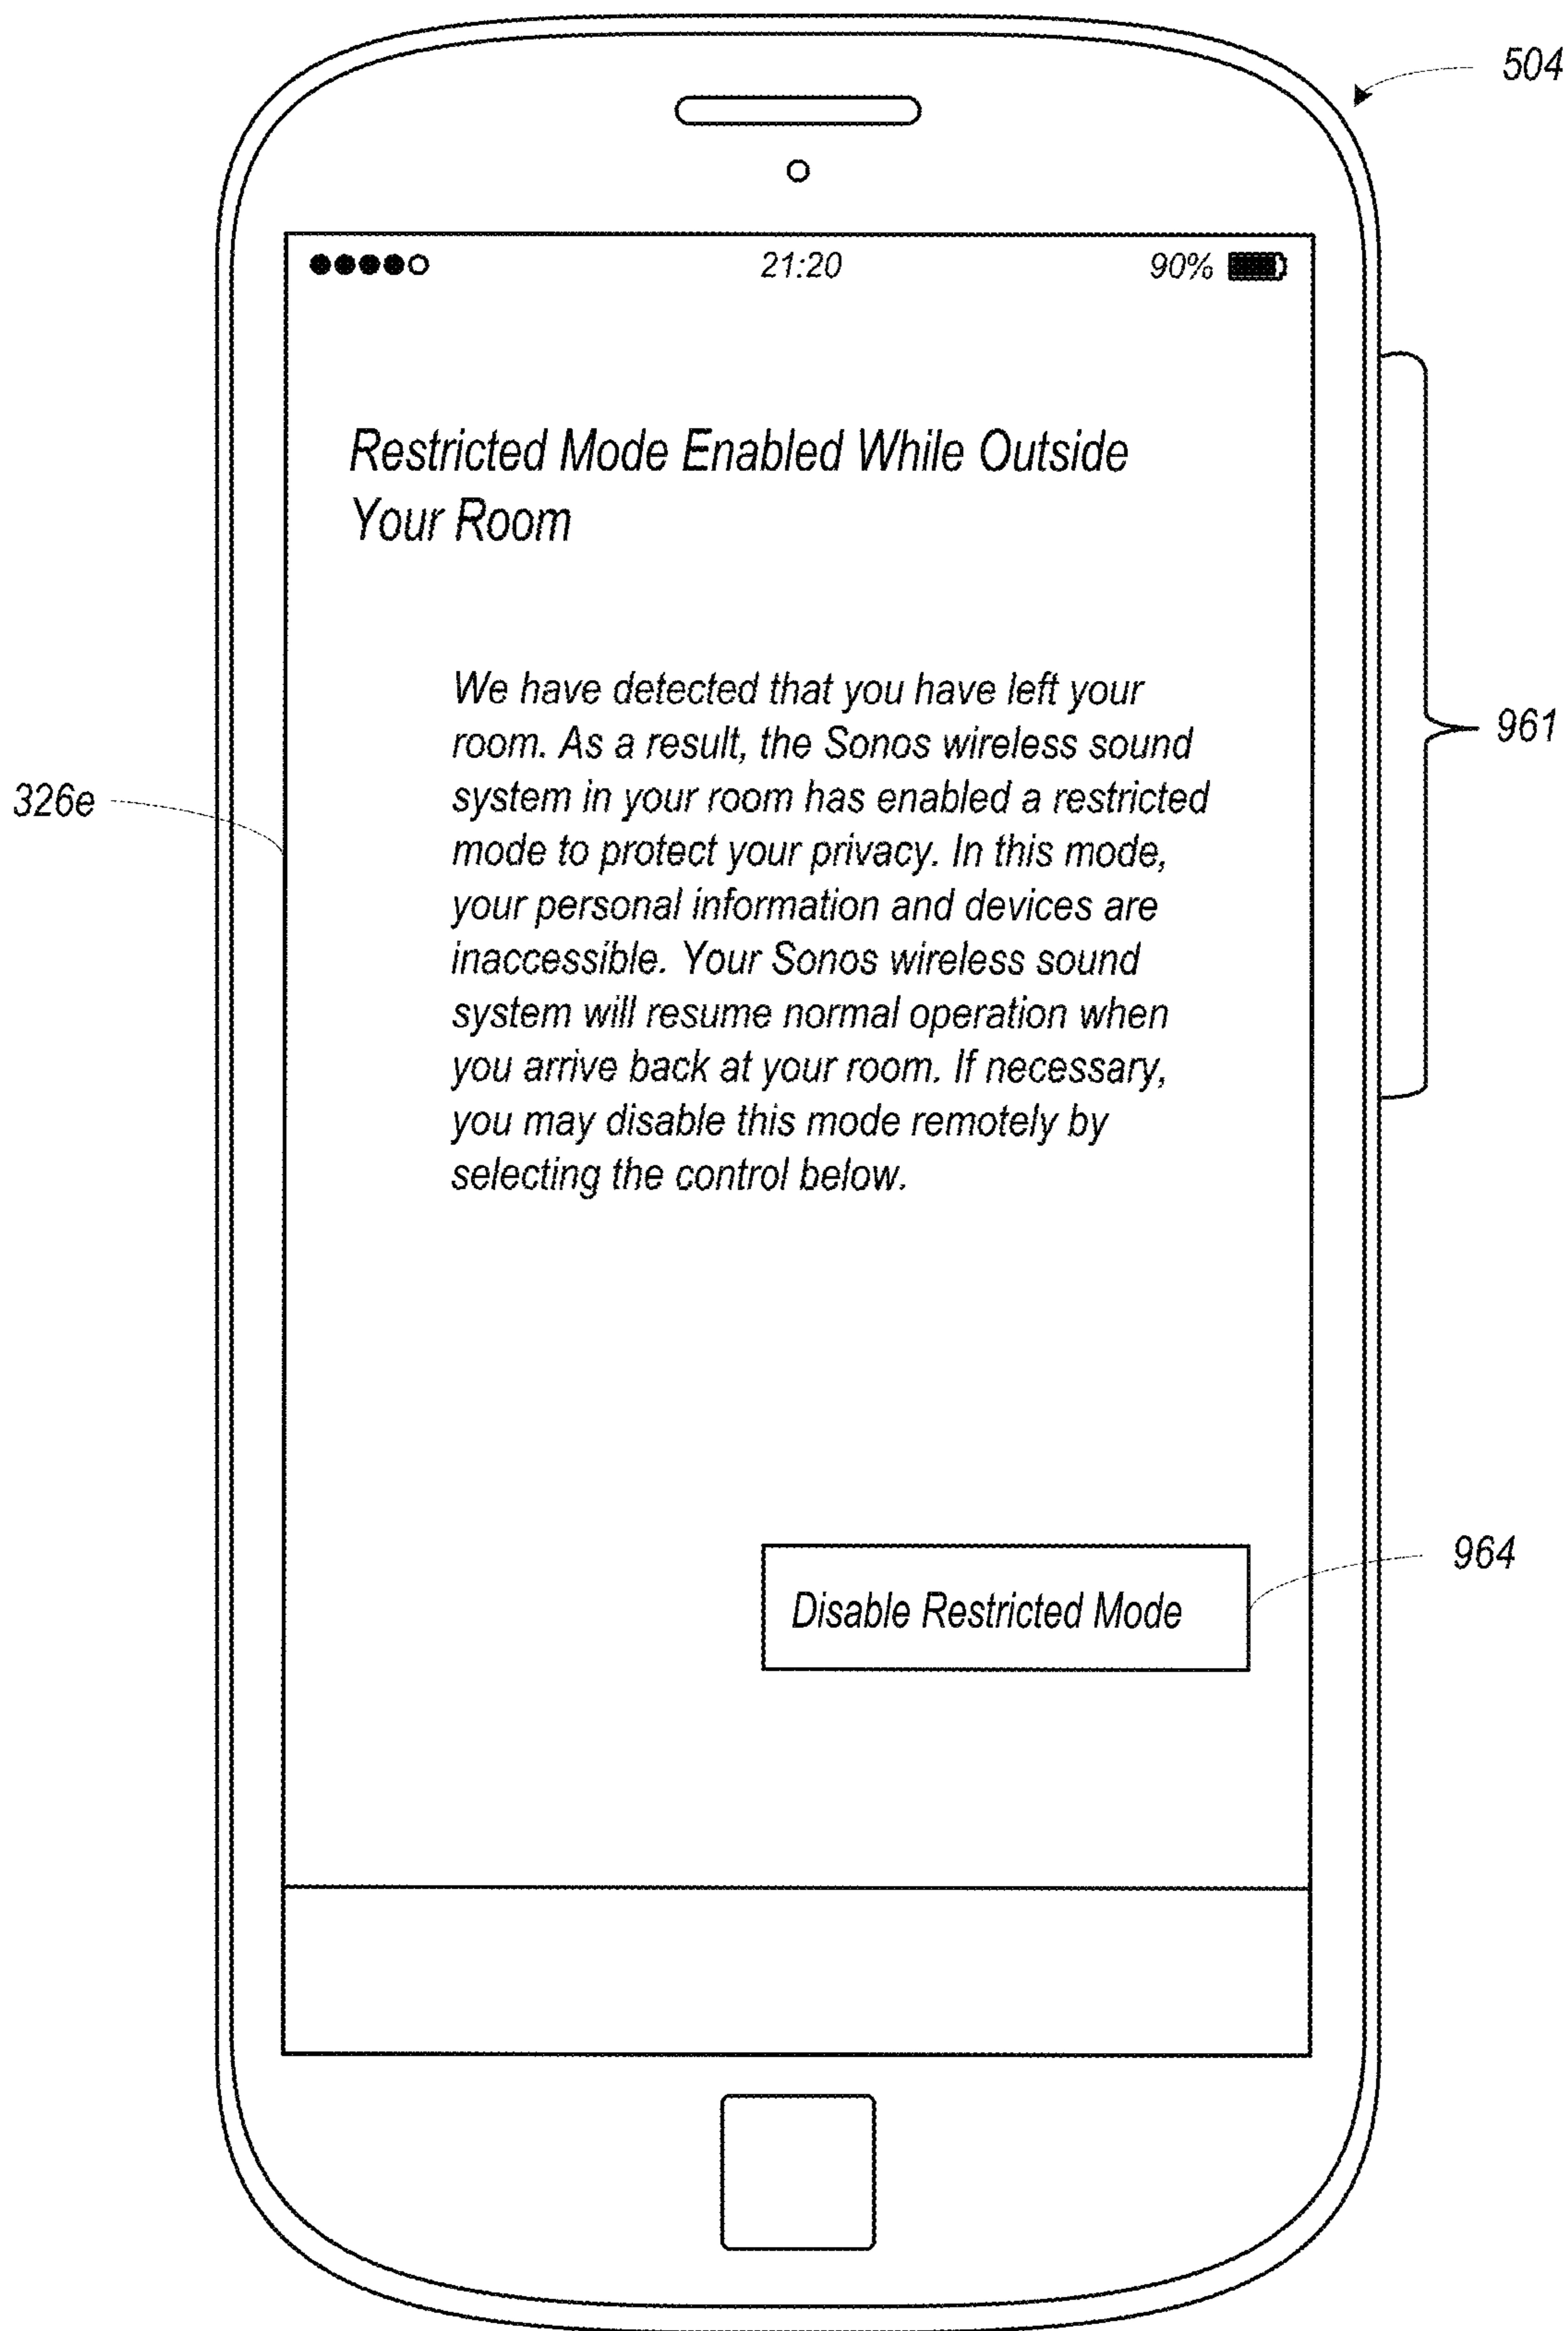 504
21:20 90%
Restricted Mode Enabled While Outside
Your Room
We have detected that you have left your
room. As a result, the Sonos wireless sound
961
system in your room has enabled a restricted
326e
mode to protect your privacy. In this mode,
your personal information and devices are
inaccessible. Your Sonos wireless sound
system will resume normal operation when
you arrive back at your room. If necessary,
you may disable this mode remotely by
selecting the control below.
964
Disable Restricted Mode